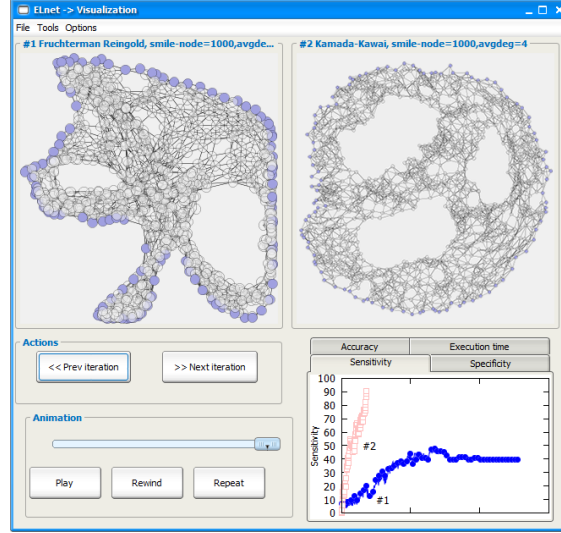 ELnet -> Visualization
File Tools Options
#1 Fruchterman Reingold, smile-node=1000,avgde...
#2 Kamada-Kawai, smile-node=1000,avgdeg=4
Actions
<< Prev iteration
>> Next iteration
Animation
Play
Rewind
Repeat
Accuracy
Execution time
Sensitivity
Specificity
100
90
80
70
60
50
40
30
20
10
0
Sensitivity
#2
#1